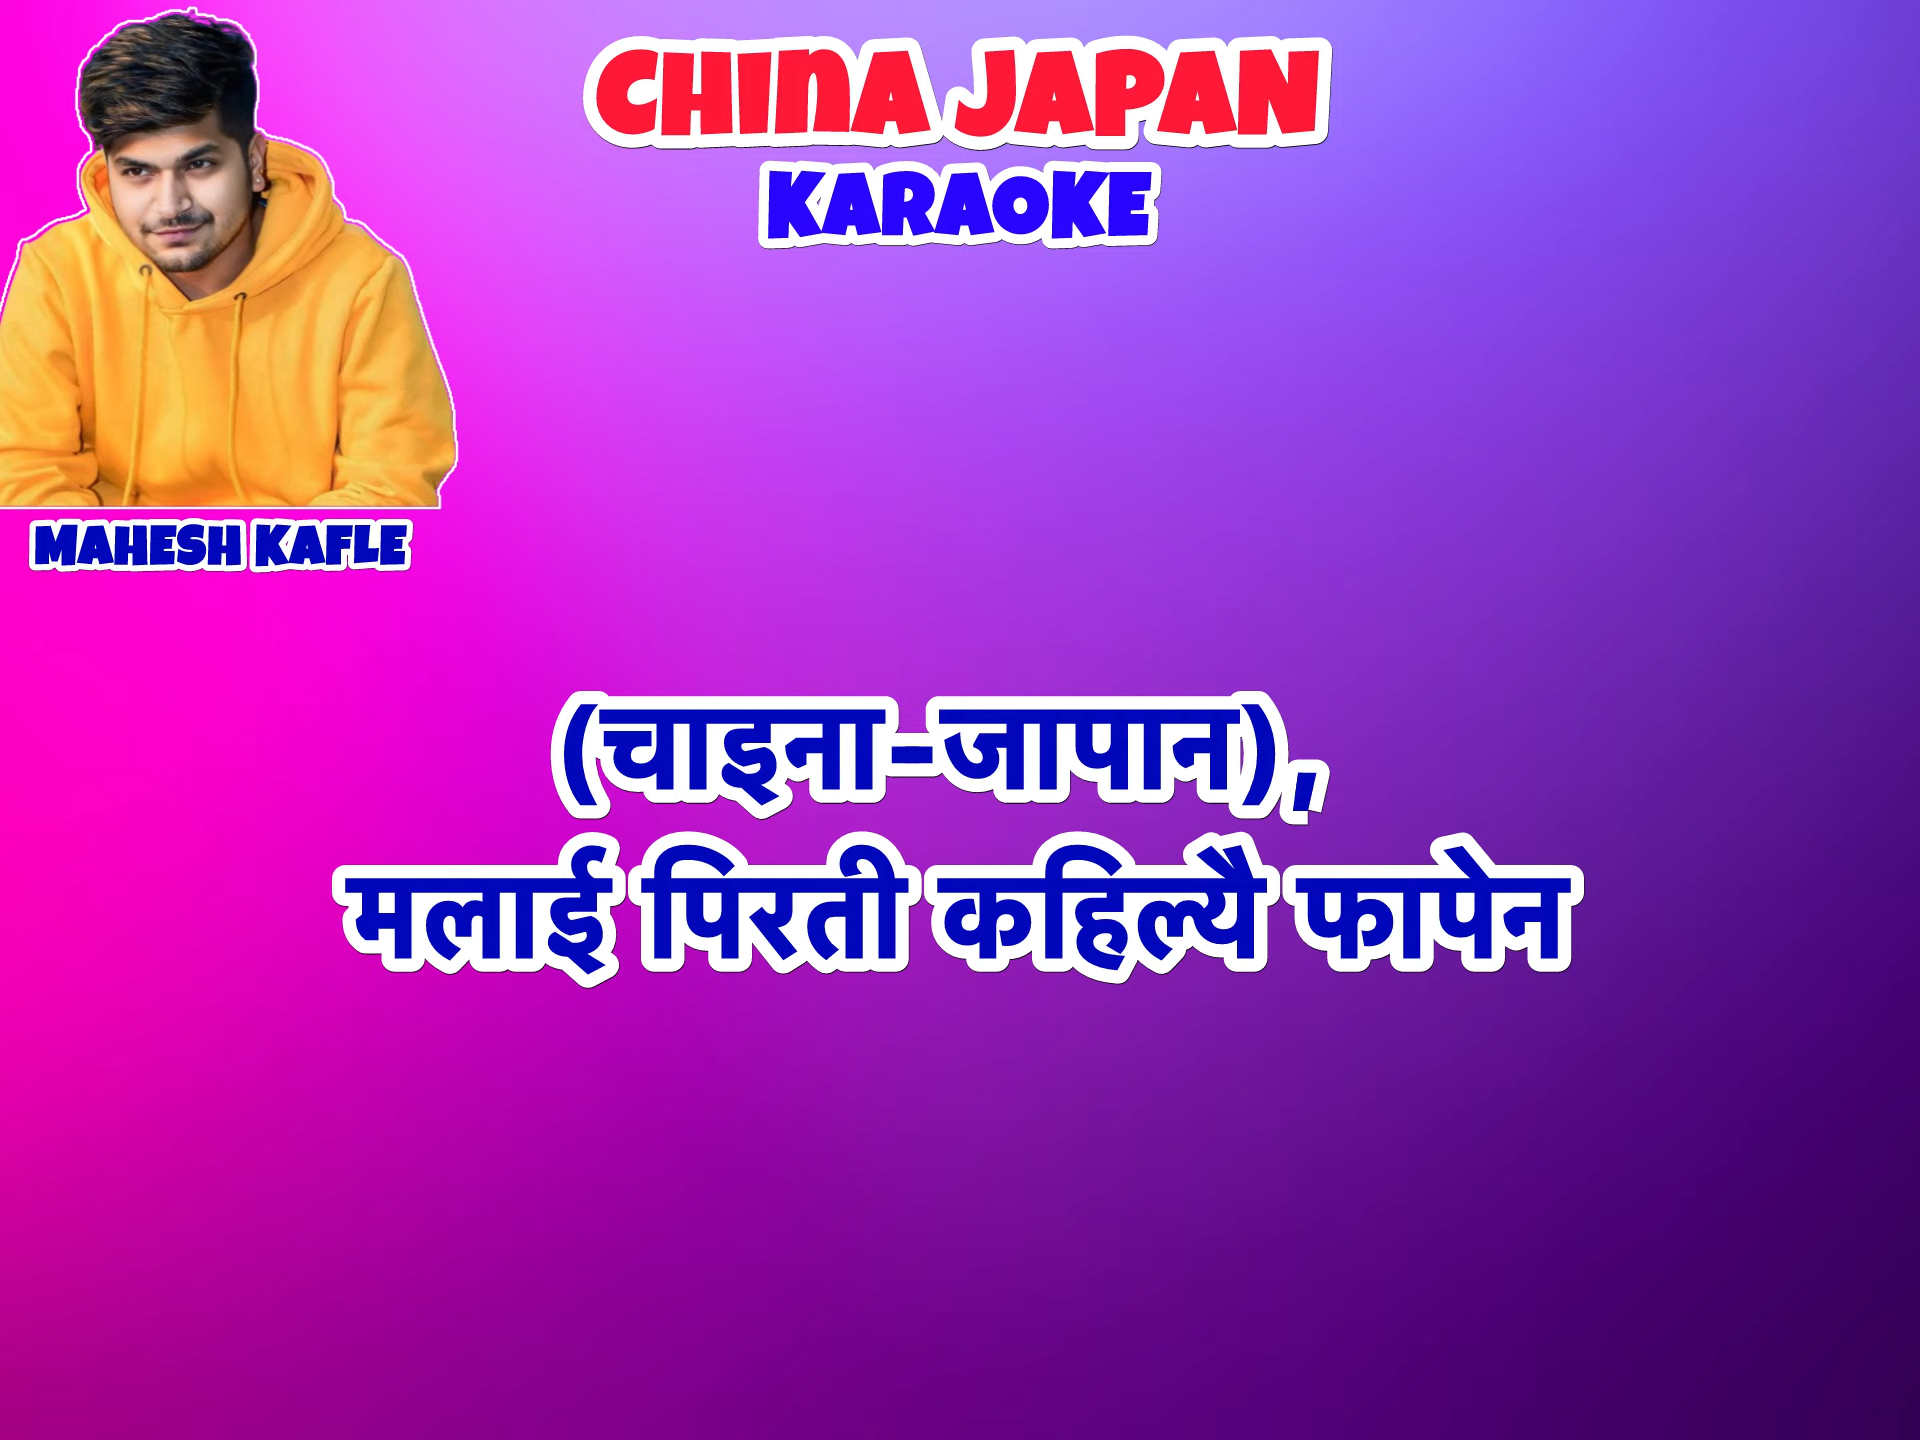 CHINA JAPAN
KARAOKE
MAHESH KAFLE
(चाइना-जापान),
मलाई पिरती कहिल्यै फापेन